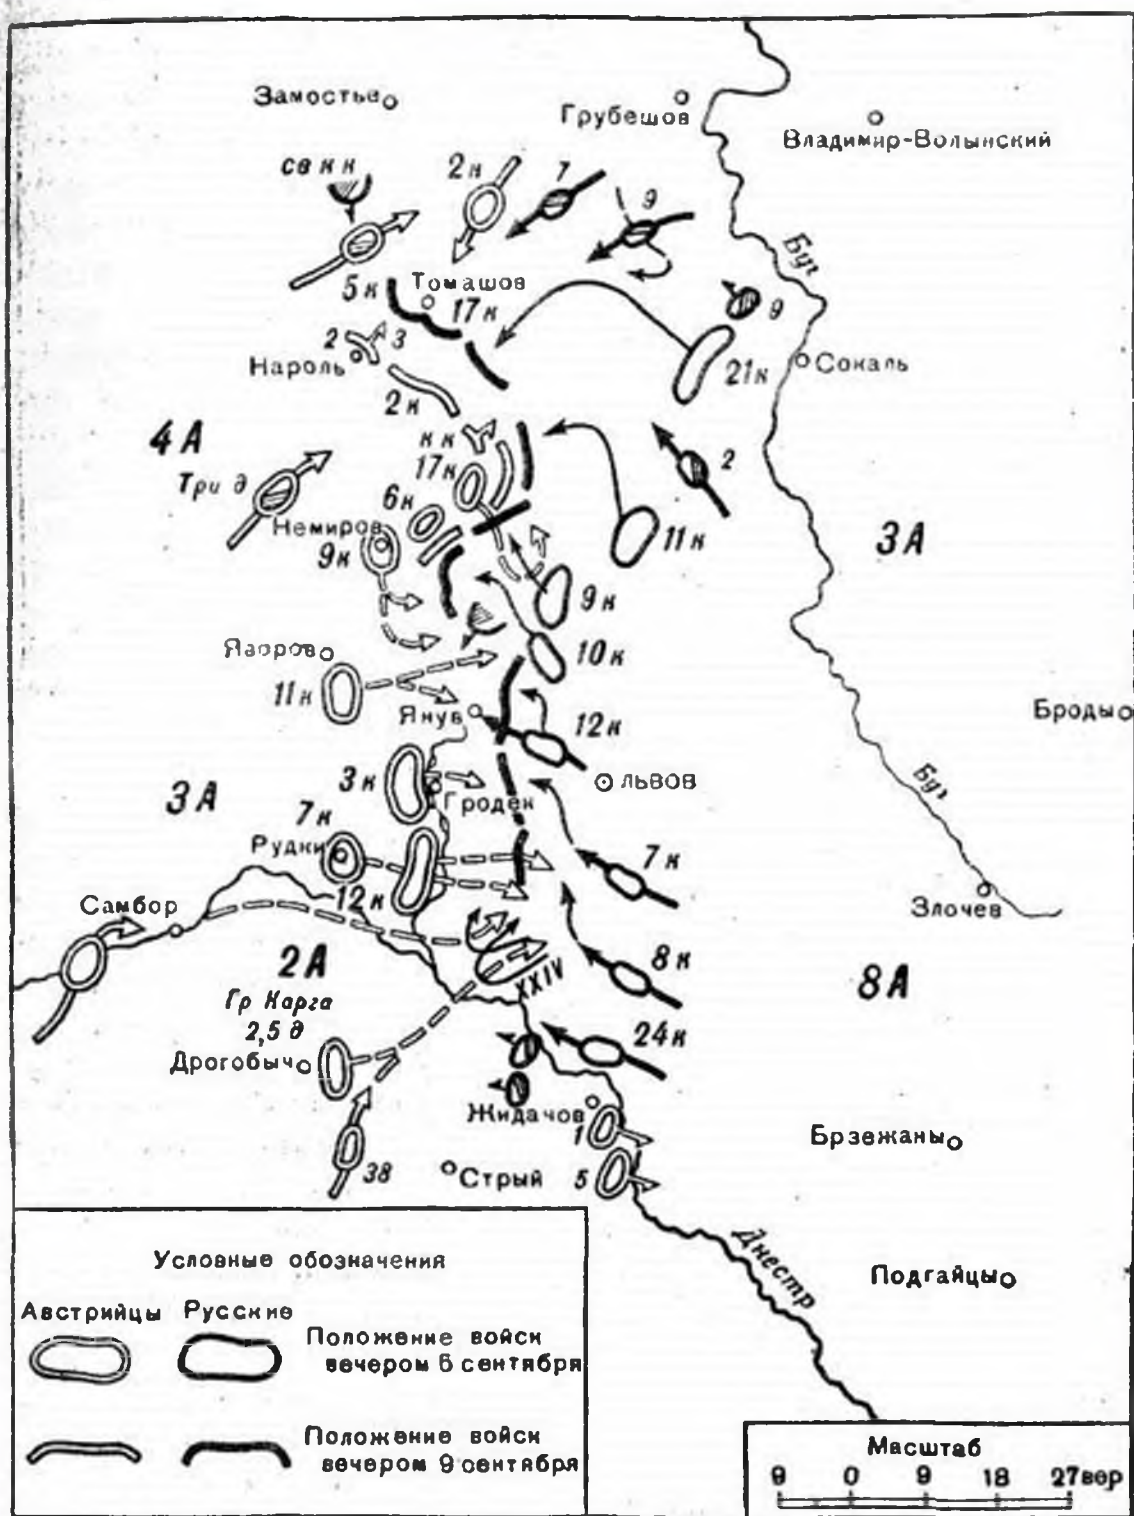 Замостье
Грубешов
Владимир-Волынский
св к к
2 к
7
9
Буг
5 к
Томашов
17 к
9
2
3
Нароль
21 к
Сокаль
2 к
4 А
к к
17 к
2
Три д
6 к
Немиров
9 к
11 к
3 А
9 к
Яворов
10 к
11 к
Янув
12 к
Броды
3 к
Львов
Буг
3 А
Гродек
7 к
Рудки
7 к
12 к
Злочев
Самбор
2 А
8 к
8 А
XXIV
Гр Карга
2,5 д
24 к
Дрогобыч
Жидачов
1
Брзежаны
38
Стрый
5
Днестр
Подгайцы
Условные обозначения
Австрийцы Русские
Положение войск
вечером 6 сентября
Положение войск
вечером 9 сентября
Масштаб
9 0 9 18 27 вер